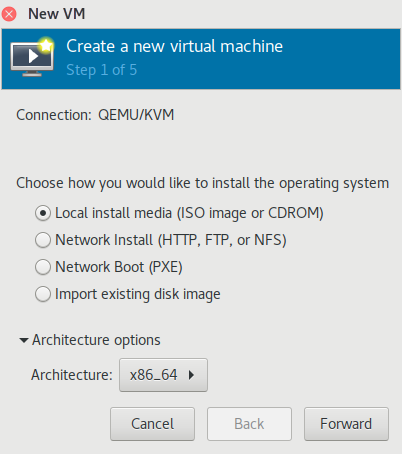 New VM
Create a new virtual machine
Step 1 of 5
Connection: QEMU/KVM
Choose how you would like to install the operating system
Local install media (ISO image or CDROM)
Network Install (HTTP, FTP, or NFS)
Network Boot (PXE)
Import existing disk image
Architecture options
Architecture: x86_64
Cancel Back Forward